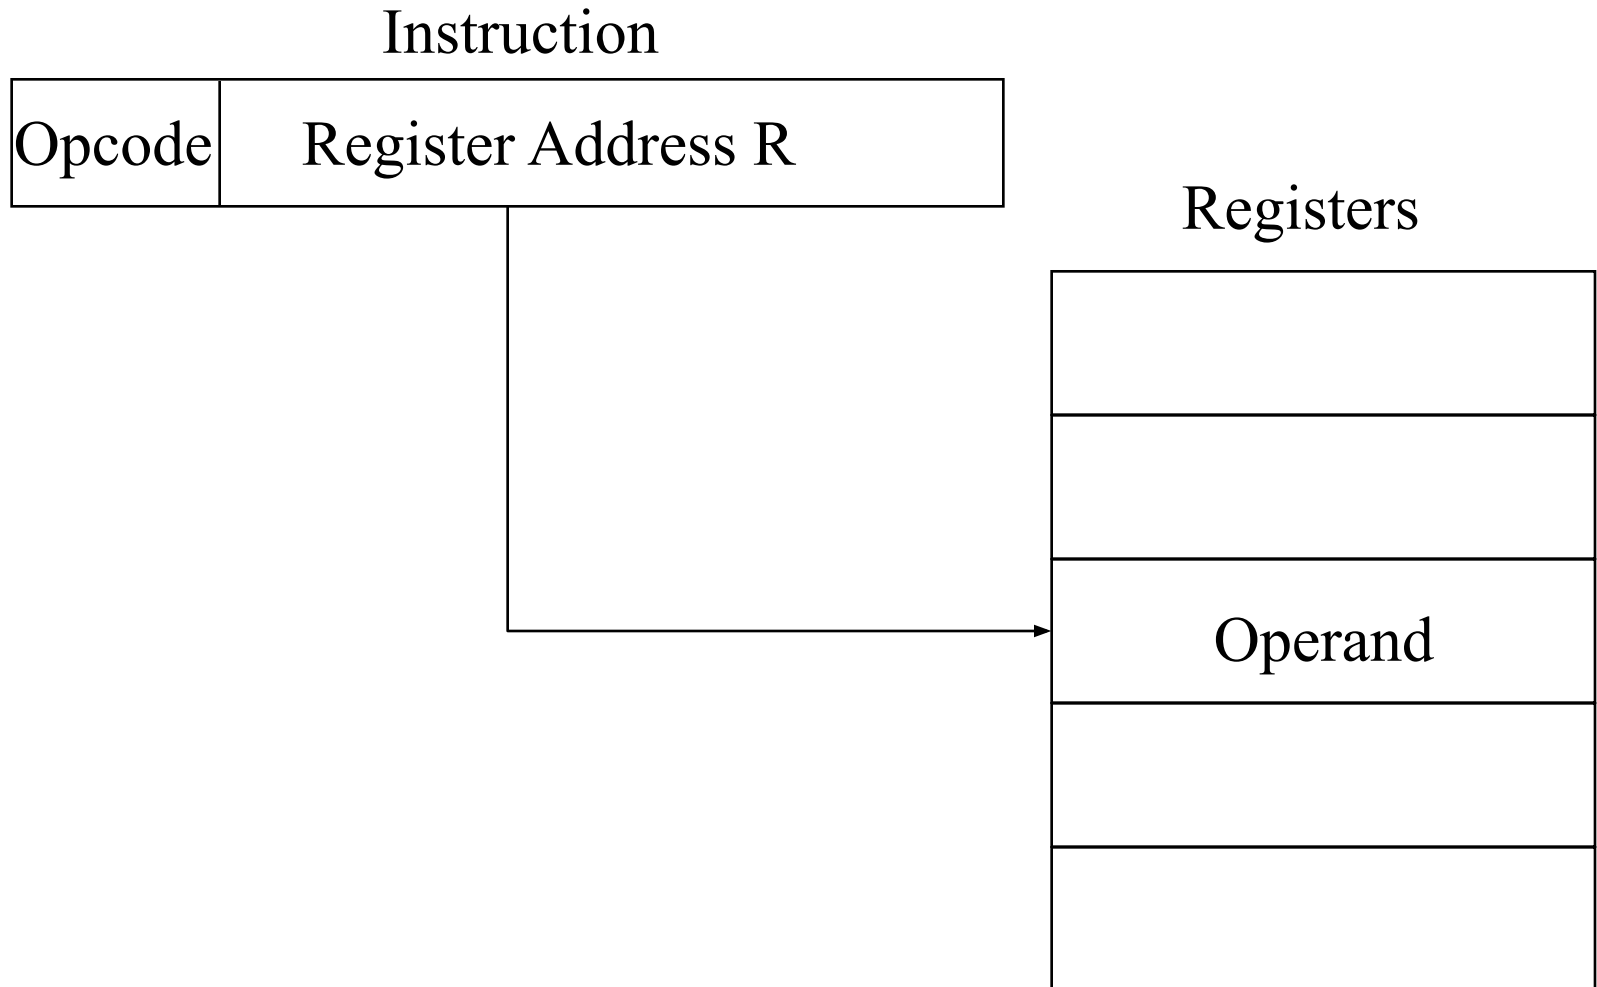 Instruction
Opcode Register Address R
Registers
Operand